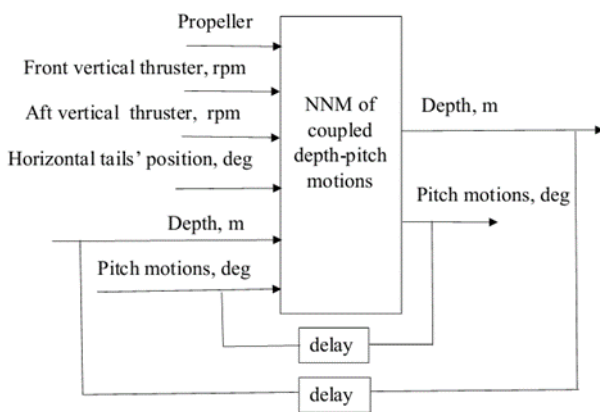 Propeller
Front vertical thruster, rpm
Aft vertical thruster, rpm
Horizontal tails' position, deg
Depth, m
Pitch motions, deg
NNM of
coupled
depth-pitch
motions
Depth, m
Pitch motions, deg
delay
delay